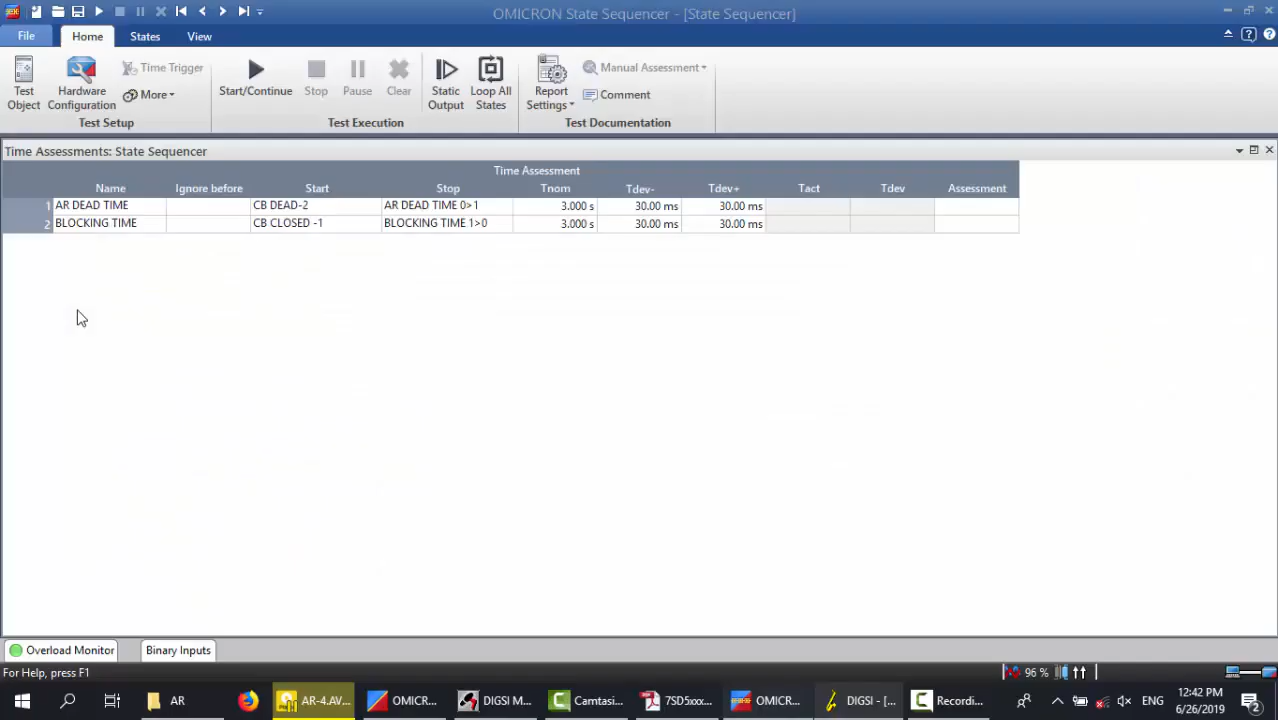 OMICRON State Sequencer - [State Sequencer]
File Home States View
Test Object
Hardware Configuration
Time Trigger
More
Test Setup
Start/Continue
Stop
Pause
Clear
Test Execution
Static Output
Loop All States
Report Settings
Manual Assessment
Comment
Test Documentation
Time Assessments: State Sequencer
Time Assessment
Name Ignore before Start Stop Tnom Tdev- Tdev+ Tact Tdev Assessment
1 AR DEAD TIME CB DEAD-2 AR DEAD TIME 0>1 3.000 s 30.00 ms 30.00 ms
2 BLOCKING TIME CB CLOSED -1 BLOCKING TIME 1>0 3.000 s 30.00 ms 30.00 ms
Overload Monitor Binary Inputs
For Help, press F1
96 %
AR
AR-4.AV...
OMICR...
DIGSI M...
Camtasi...
7SD5xxx...
OMICR...
DIGSI - [...
Recordi...
ENG
12:42 PM
6/26/2019
2